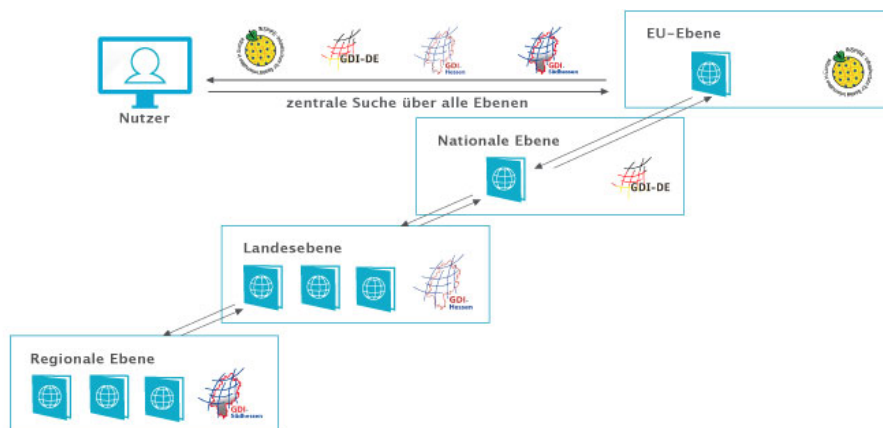 GDI-DE
GDI-
Hessen
GDI-
Südhessen
EU-Ebene
zentrale Suche über alle Ebenen
Nutzer
Nationale Ebene
GDI-DE
Landesebene
GDI-
Hessen
Regionale Ebene
GDI-
Südhessen